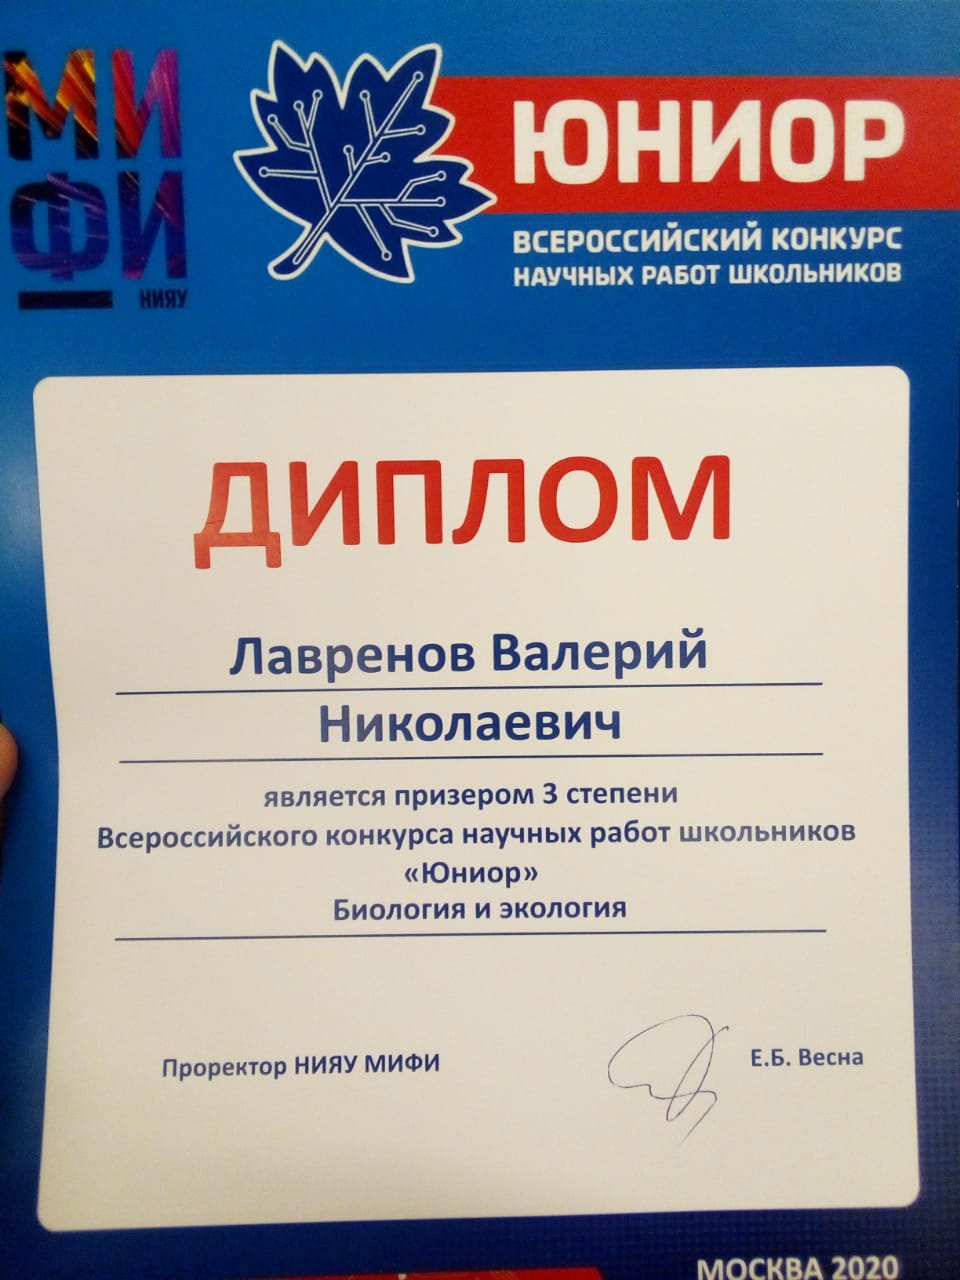 МИ
ФИ
НИЯУ
ЮНИОР
ВСЕРОССИЙСКИЙ КОНКУРС
НАУЧНЫХ РАБОТ ШКОЛЬНИКОВ
ДИПЛОМ
Лавренов Валерий
Николаевич
является призером 3 степени
Всероссийского конкурса научных работ школьников
«Юниор»
Биология и экология
Проректор НИЯУ МИФИ
Е.Б. Весна
МОСКВА 2020